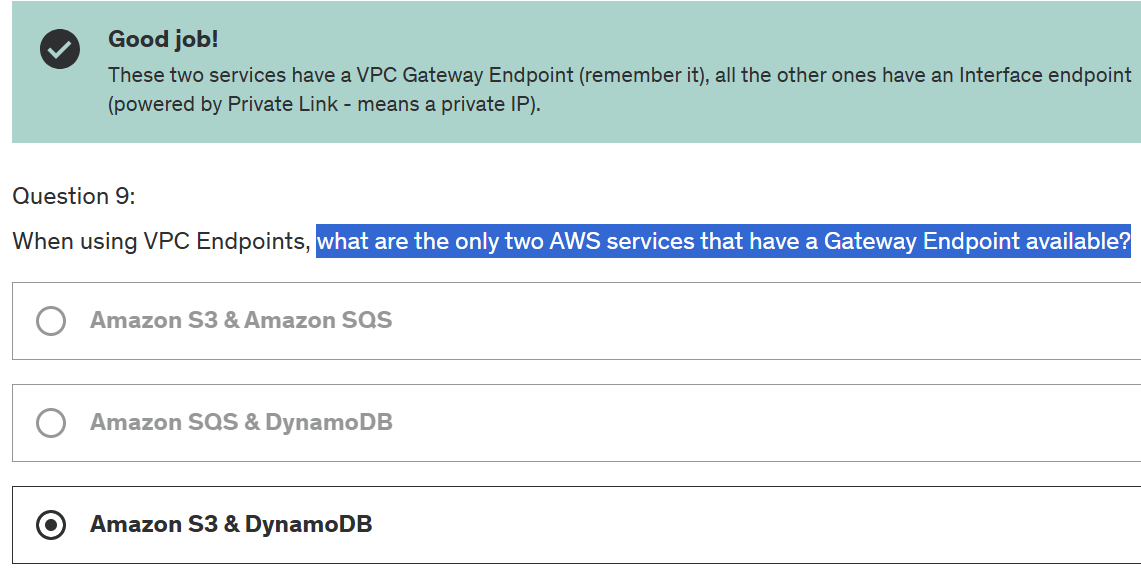 Good job!
These two services have a VPC Gateway Endpoint (remember it), all the other ones have an Interface endpoint
(powered by Private Link - means a private IP).
Question 9:
When using VPC Endpoints, what are the only two AWS services that have a Gateway Endpoint available?
Amazon S3 & Amazon SQS
Amazon SQS & DynamoDB
Amazon S3 & DynamoDB